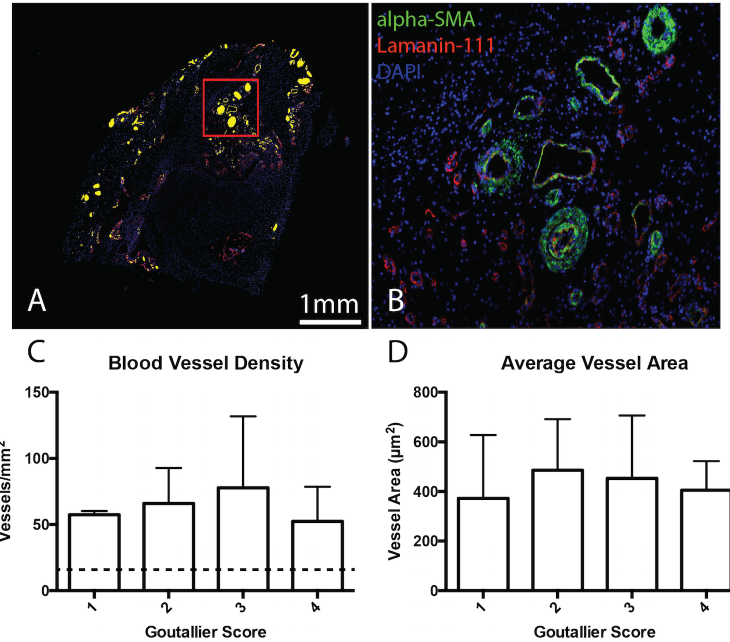 alpha-SMA
Lamanin-111
DAPI
A
1mm
B
C
Blood Vessel Density
Vessels/mm2
150
100
50
0
1
2
3
4
Goutallier Score
D
Average Vessel Area
Vessel Area (µm2)
800
600
400
200
0
1
2
3
4
Goutallier Score